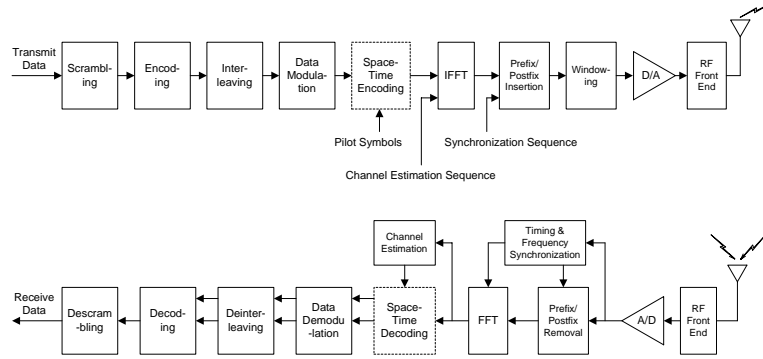 Transmit
Data
Scrambl-
ing
Encod-
ing
Inter-
leaving
Data
Modula-
tion
Space-
Time
Encoding
IFFT
Prefix/
Postfix
Insertion
Window-
ing
D/A
RF
Front
End
Pilot Symbols
Synchronization Sequence
Channel Estimation Sequence
Channel
Estimation
Timing &
Frequency
Synchronization
Receive
Data
Descram
-bling
Decod-
ing
Deinter-
leaving
Data
Demodu
-lation
Space-
Time
Decoding
FFT
Prefix/
Postfix
Removal
A/D
RF
Front
End